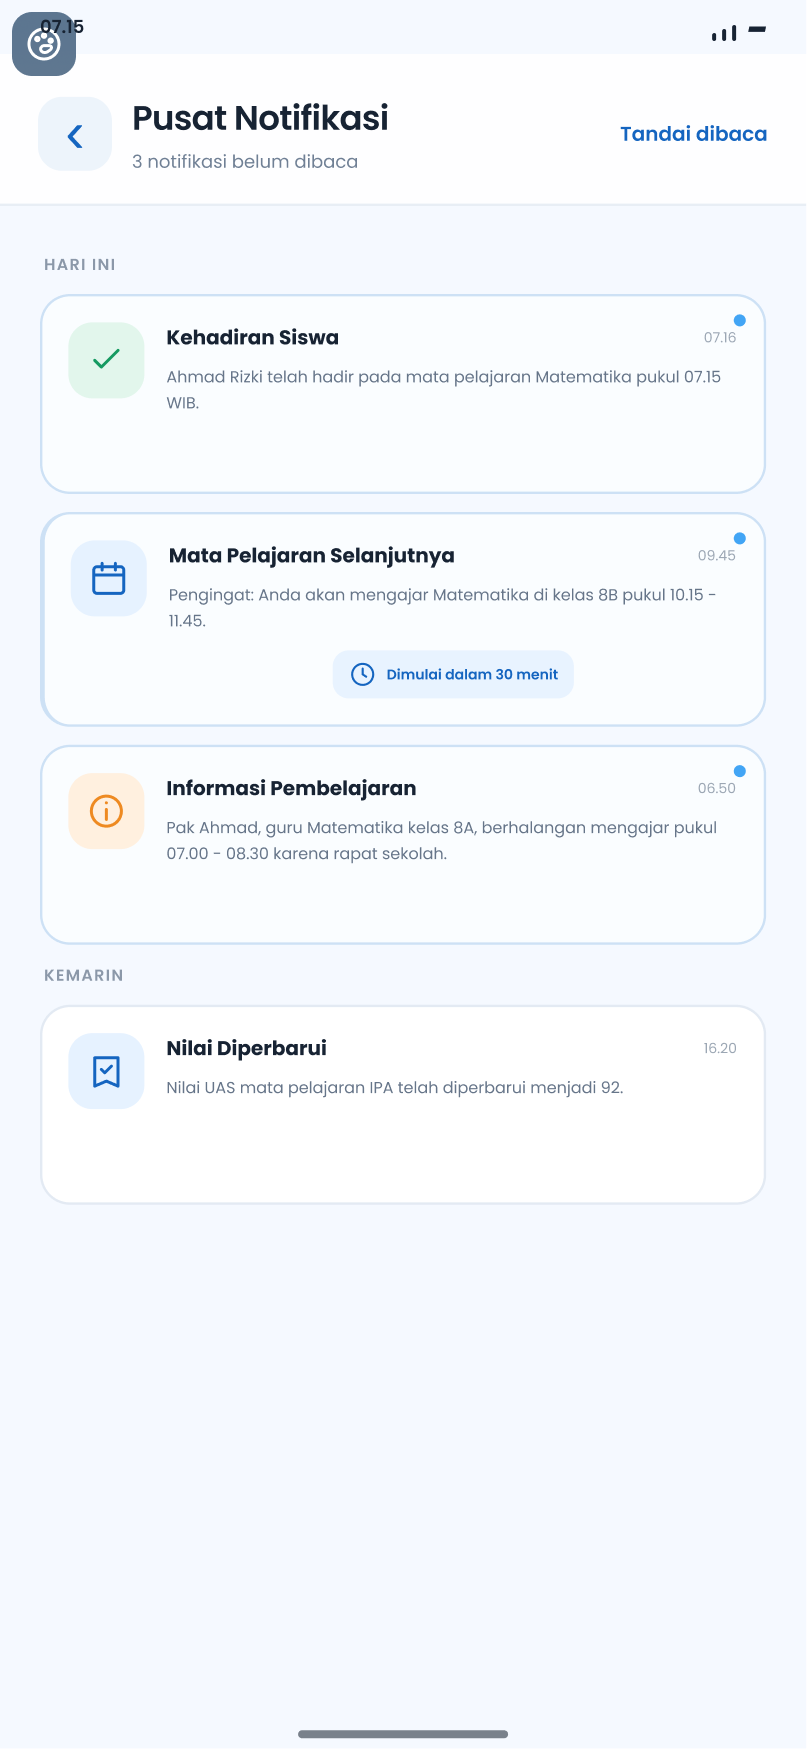 07.15
Pusat Notifikasi
3 notifikasi belum dibaca
Tandai dibaca
HARI INI
Kehadiran Siswa
07.16
Ahmad Rizki telah hadir pada mata pelajaran Matematika pukul 07.15
WIB.
Mata Pelajaran Selanjutnya
09.45
Pengingat: Anda akan mengajar Matematika di kelas 8B pukul 10.15 -
11.45.
Dimulai dalam 30 menit
Informasi Pembelajaran
06.50
Pak Ahmad, guru Matematika kelas 8A, berhalangan mengajar pukul
07.00 - 08.30 karena rapat sekolah.
KEMARIN
Nilai Diperbarui
16.20
Nilai UAS mata pelajaran IPA telah diperbarui menjadi 92.